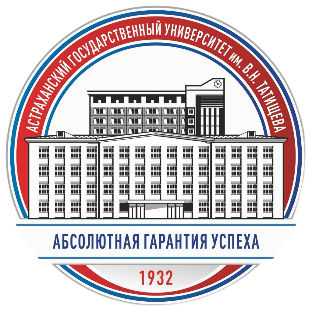 АСТРАХАНСКИЙ ГОСУДАРСТВЕННЫЙ УНИВЕРСИТЕТ им. В.Н. ТАТИЩЕВА
АБСОЛЮТНАЯ ГАРАНТИЯ УСПЕХА
1932